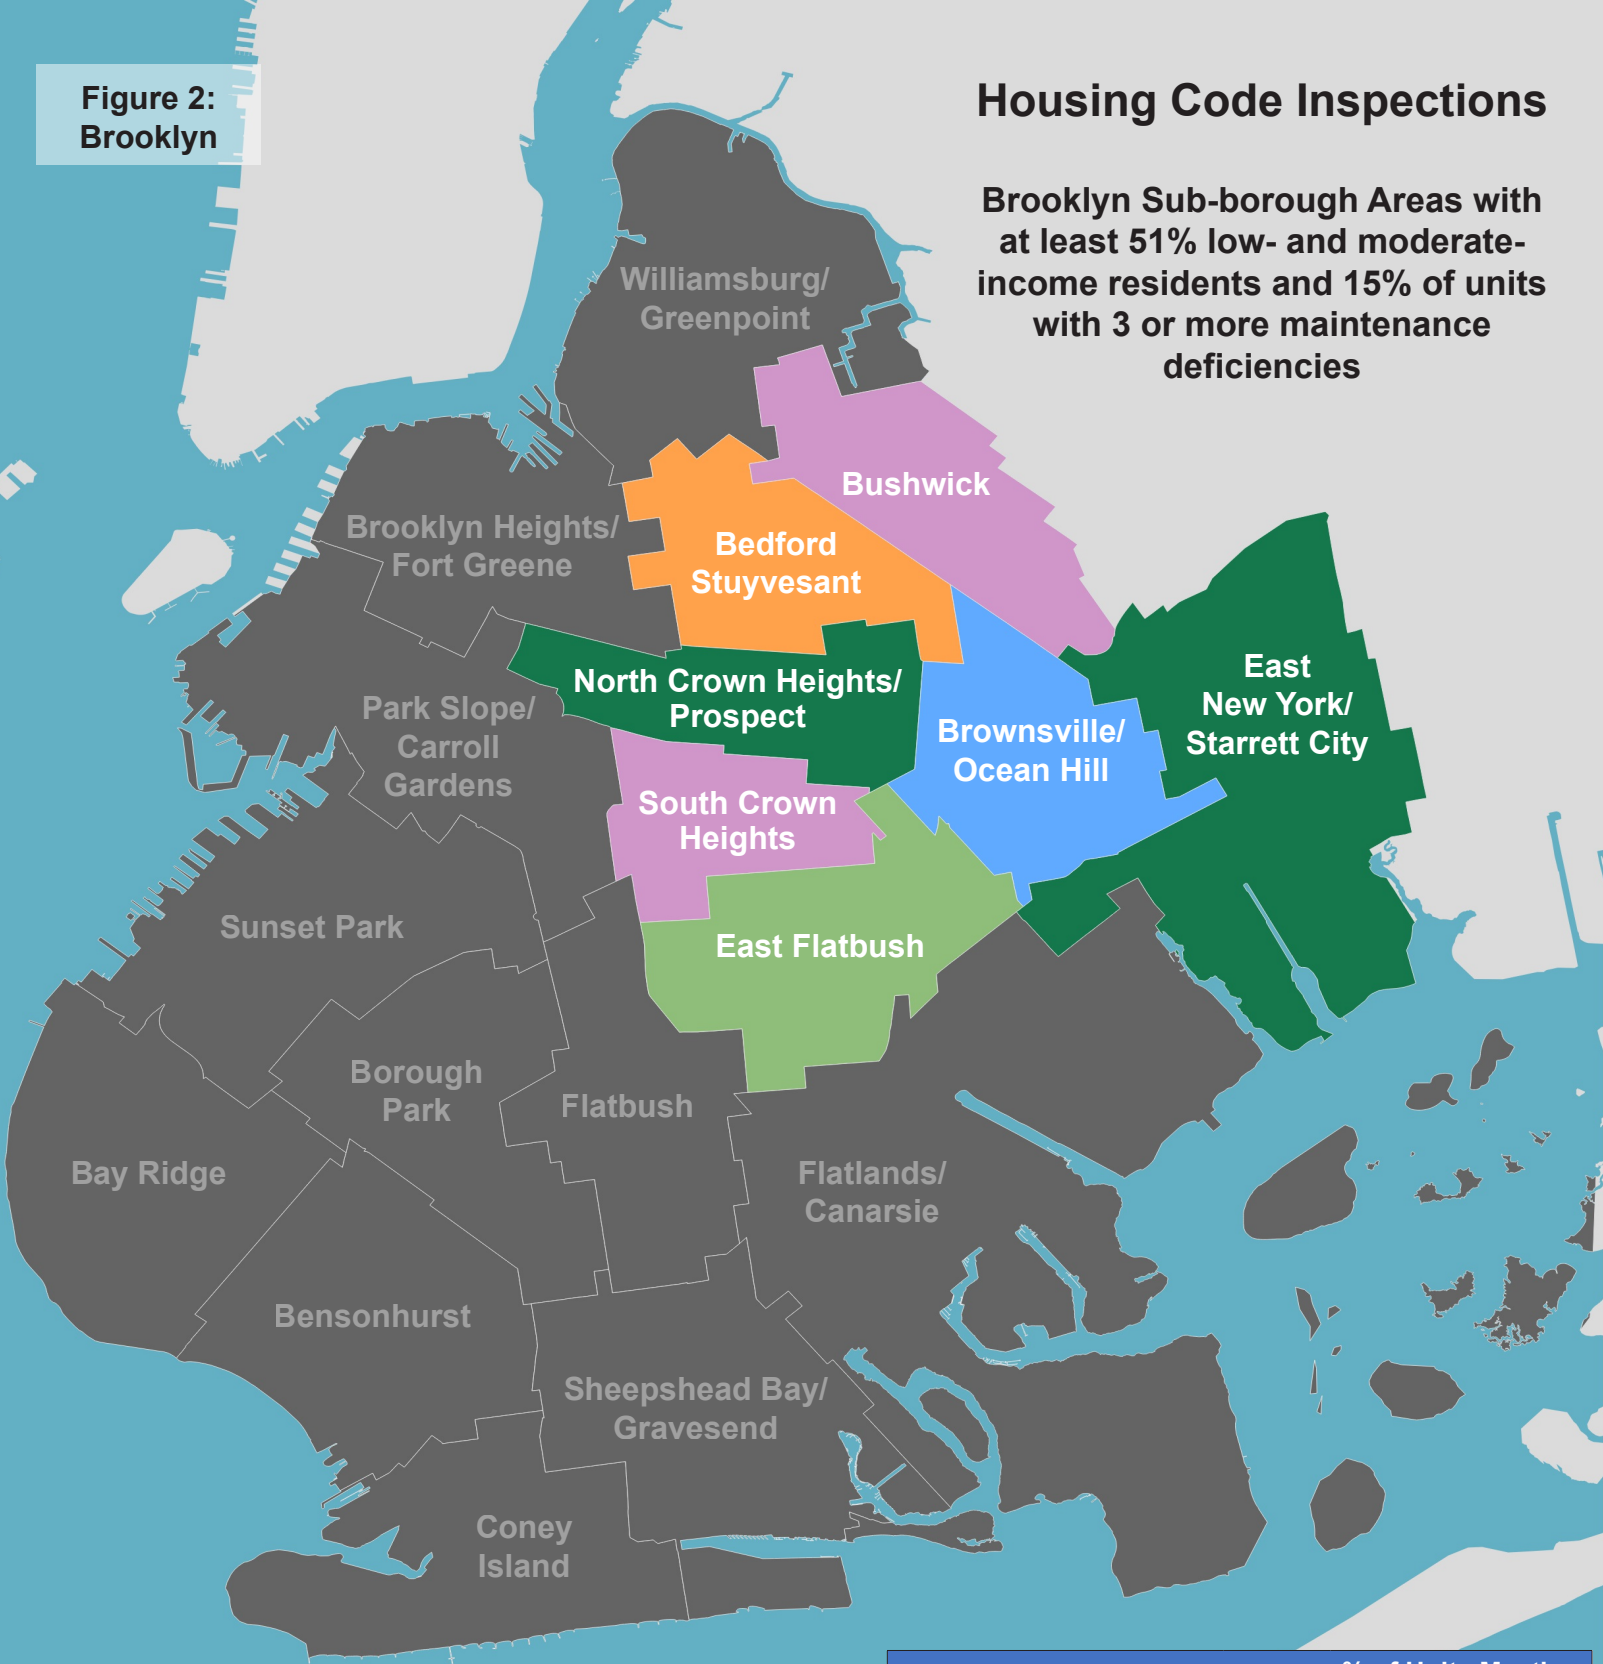 Figure 2:
Brooklyn
Housing Code Inspections
Brooklyn Sub-borough Areas with
at least 51% low- and moderate-
income residents and 15% of units
with 3 or more maintenance
deficiencies
Williamsburg/
Greenpoint
Bushwick
Brooklyn Heights/
Fort Greene
Bedford
Stuyvesant
North Crown Heights/
Prospect
East
New York/
Starrett City
Park Slope/
Carroll
Gardens
Brownsville/
Ocean Hill
South Crown
Heights
Sunset Park
East Flatbush
Borough
Park
Flatbush
Bay Ridge
Flatlands/
Canarsie
Bensonhurst
Sheepshead Bay/
Gravesend
Coney
Island